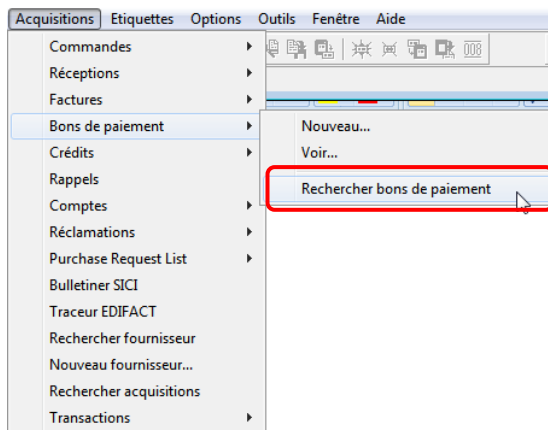 Acquisitions Etiquettes Options Outils Fenêtre Aide
Commandes
Réceptions
Factures
Bons de paiement
Crédits
Rappels
Comptes
Réclamations
Purchase Request List
Bulletiner SICI
Traceur EDIFACT
Rechercher fournisseur
Nouveau fournisseur...
Rechercher acquisitions
Transactions
008
Nouveau...
Voir...
Rechercher bons de paiement